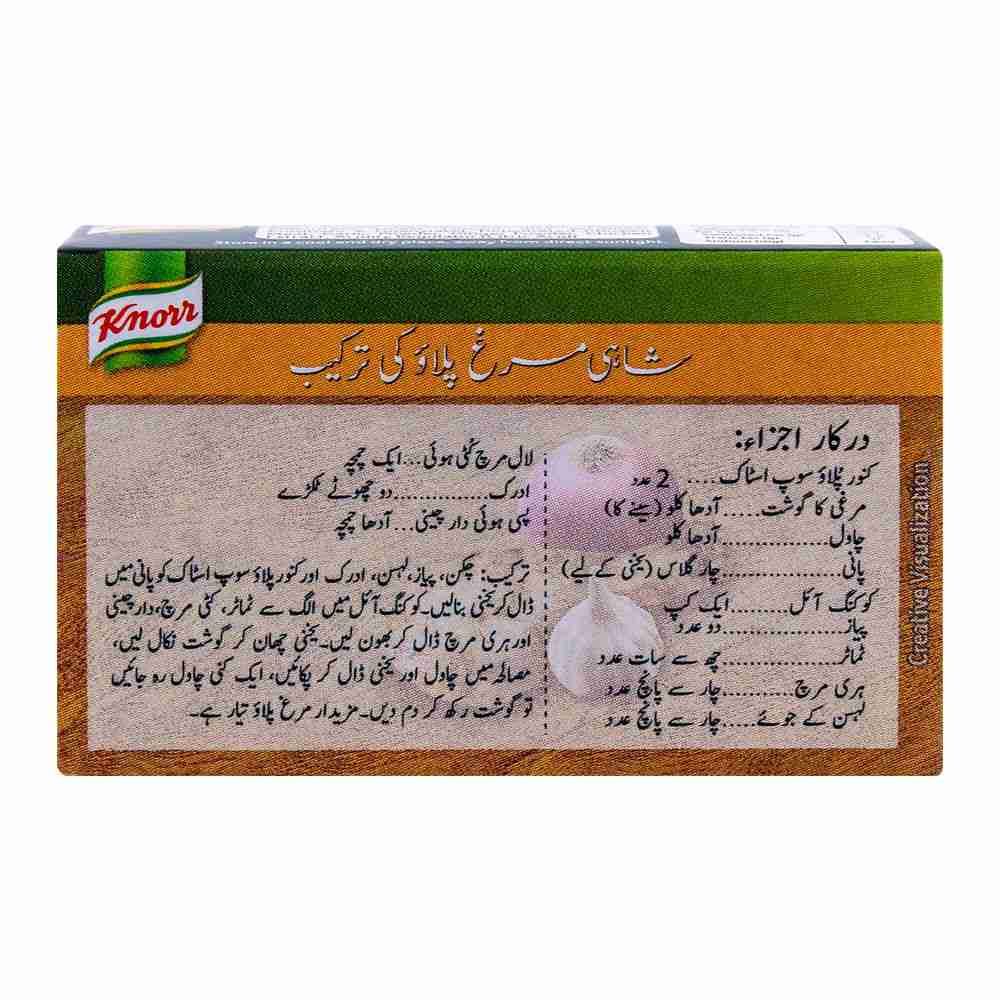 Store in a cool and dry place, away from direct sunlight.
Knorr
شاہی مرغ پلاؤ کی ترکیب
درکار اجزاء:
کنور پلاؤ سوپ اسٹاک.... 2 عدد
مرغی کا گوشت.....آدھا کلو (سینے کا)
چاول...............آدھا کلو
پانی...............چار گلاس (یخنی کے لیے)
کوکنگ آئل.........ایک کپ
پیاز...............دو عدد
ٹماٹر...............چھ سے سات عدد
ہری مرچ............چار سے پانچ عدد
لہسن کے جوئے.....چار سے پانچ عدد
لال مرچ کٹی ہوئی...ایک چمچہ
ادرک..............دو چھوٹے ٹکڑے
پسی ہوئی دار چینی...آدھا چمچہ
ترکیب: چکن، پیاز، لہسن، ادرک اور کنور پلاؤ سوپ اسٹاک کو پانی میں
ڈال کر یخنی بنالیں۔ کوکنگ آئل میں الگ سے ٹماٹر، کٹی مرچ، دار چینی
اور ہری مرچ ڈال کر بھون لیں۔ یخنی چھان کر گوشت نکال لیں،
مصالحہ میں چاول اور یخنی ڈال کر پکائیں، ایک کنی چاول رہ جائیں
تو گوشت رکھ کر دم دیں۔ مزیدار مرغ پلاؤ تیار ہے۔
Creative Visualization